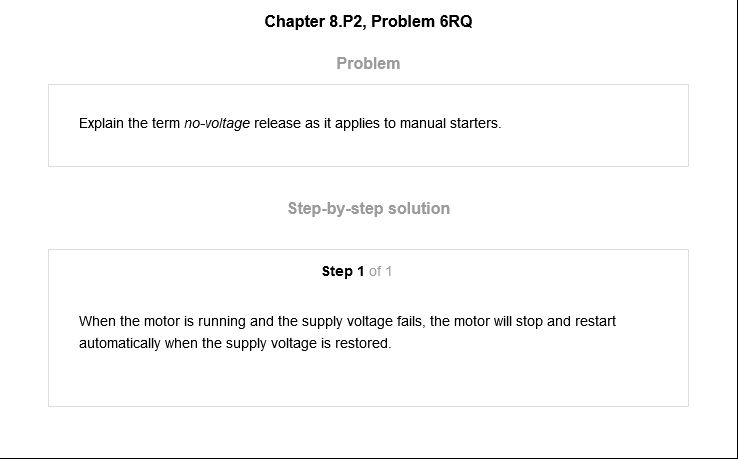 Chapter 8.P2, Problem 6RQ
Problem
Explain the term no-voltage release as it applies to manual starters.
Step-by-step solution
Step 1 of 1
When the motor is running and the supply voltage fails, the motor will stop and restart
automatically when the supply voltage is restored.